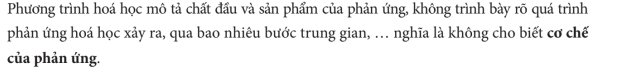 Phương trình hoá học mô tả chất đầu và sản phẩm của phản ứng, không trình bày rõ quá trình
phản ứng hoá học xảy ra, qua bao nhiêu bước trung gian, … nghĩa là không cho biết cơ chế
của phản ứng.